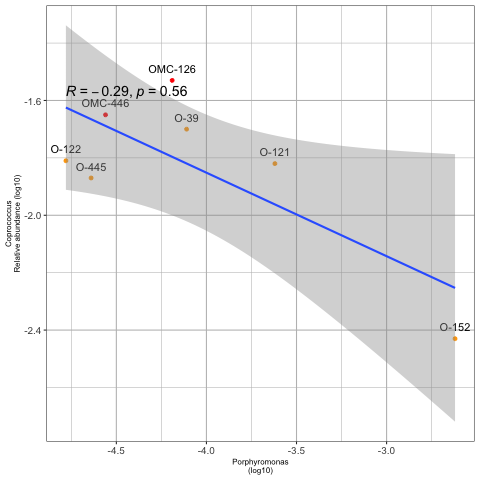 OMC-126
R = − 0.29, p = 0.56
OMC-446
-1.6
O-39
O-122
O-121
O-445
-2.0
Coprococcus
Relative abundance (log10)
O-152
-2.4
-4.5 -4.0 -3.5 -3.0
Porphyromonas
(log10)